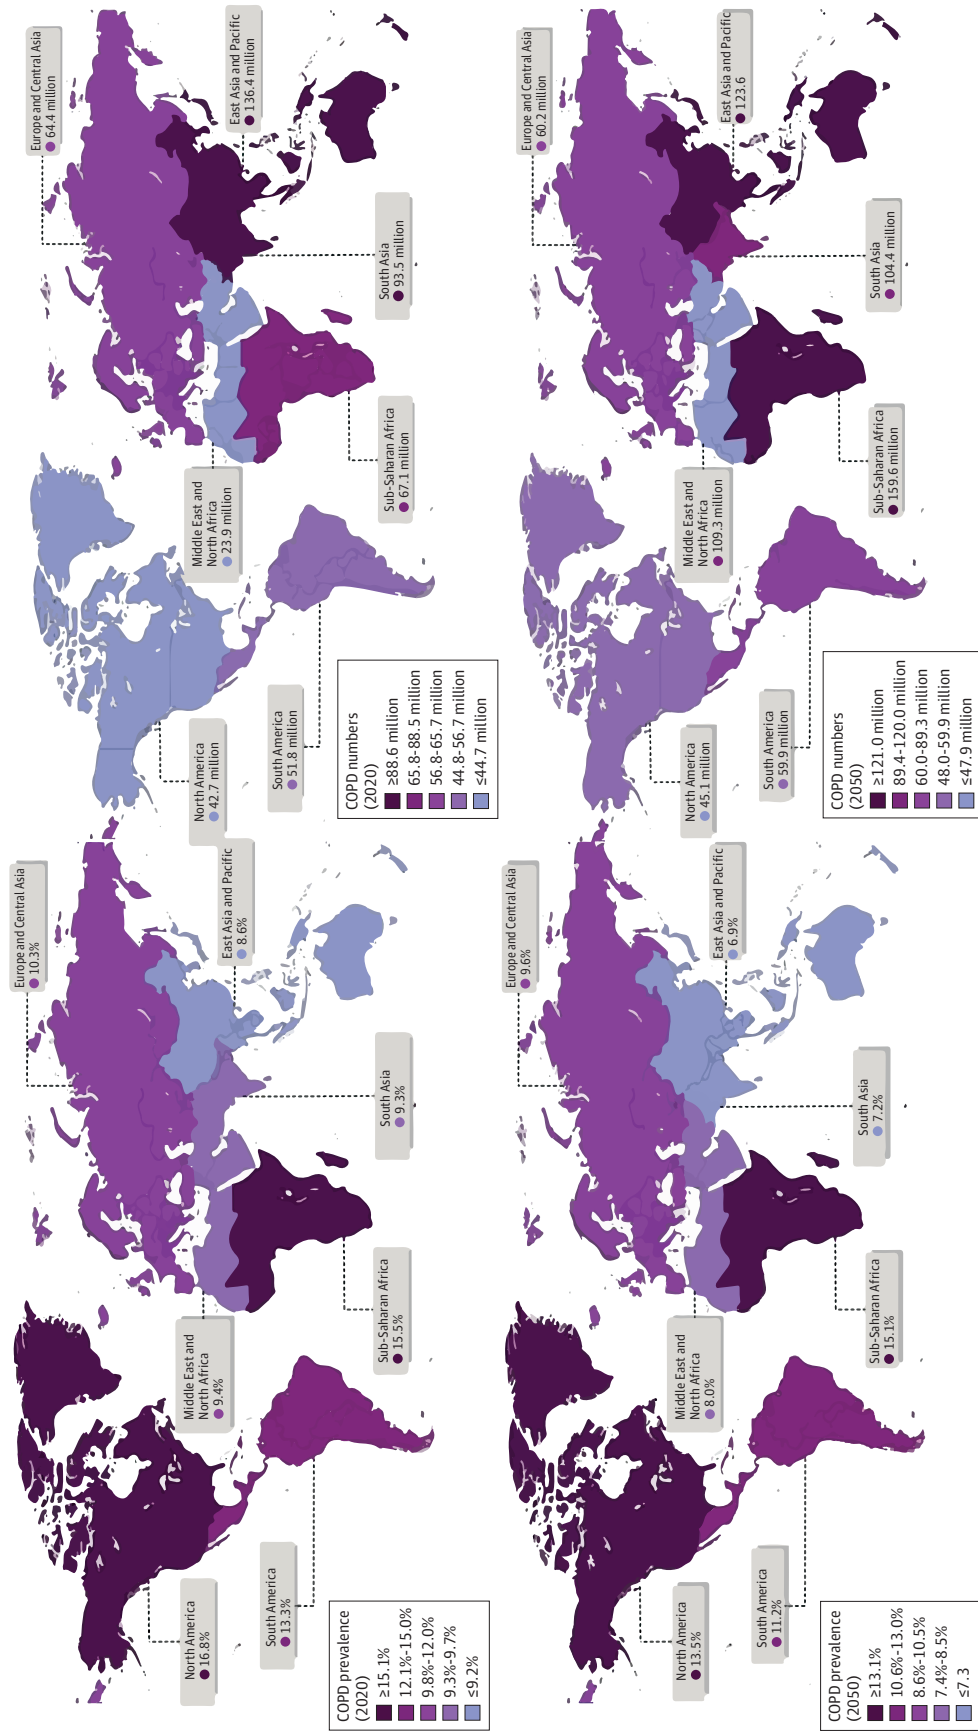 Europe and Central Asia
10.3%
East Asia and Pacific
8.6%
South Asia
9.3%
Middle East and
North Africa
9.4%
Sub-Saharan Africa
15.5%
North America
16.8%
South America
13.3%
COPD prevalence
(2020)
≥15.1%
12.1%-15.0%
9.8%-12.0%
9.3%-9.7%
≤9.2%
Europe and Central Asia
64.4 million
East Asia and Pacific
136.4 million
South Asia
93.5 million
Middle East and
North Africa
23.9 million
Sub-Saharan Africa
67.1 million
North America
42.7 million
South America
51.8 million
COPD numbers
(2020)
≥88.6 million
65.8-88.5 million
56.8-65.7 million
44.8-56.7 million
≤44.7 million
Europe and Central Asia
9.6%
East Asia and Pacific
6.9%
South Asia
7.2%
Middle East and
North Africa
8.0%
Sub-Saharan Africa
15.1%
North America
13.5%
South America
11.2%
COPD prevalence
(2050)
≥13.1%
10.6%-13.0%
8.6%-10.5%
7.4%-8.5%
≤7.3
Europe and Central Asia
60.2 million
East Asia and Pacific
123.6
South Asia
104.4 million
Middle East and
North Africa
109.3 million
Sub-Saharan Africa
159.6 million
North America
45.1 million
South America
59.9 million
COPD numbers
(2050)
≥121.0 million
89.4-120.0 million
60.0-89.3 million
48.0-59.9 million
≤47.9 million